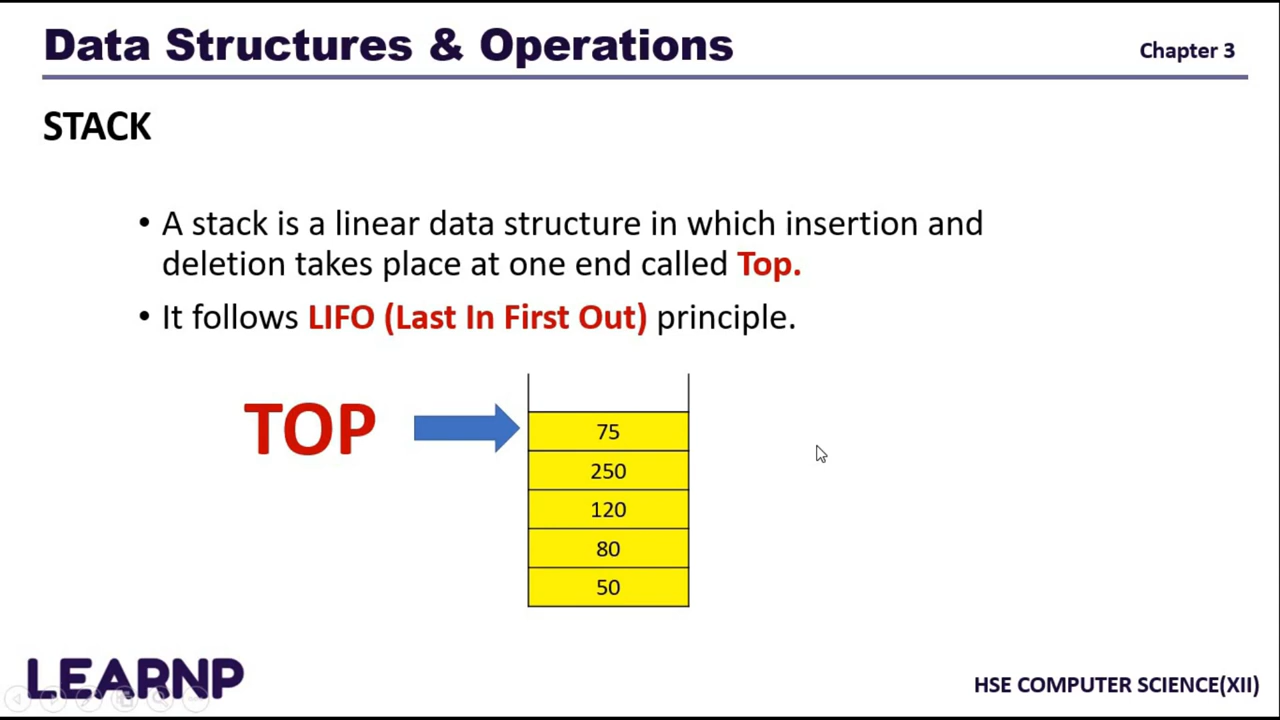 Data Structures & Operations
Chapter 3
STACK
• A stack is a linear data structure in which insertion and
deletion takes place at one end called Top.
• It follows LIFO (Last In First Out) principle.
TOP
75
250
120
80
50
LEARNP
HSE COMPUTER SCIENCE(XII)